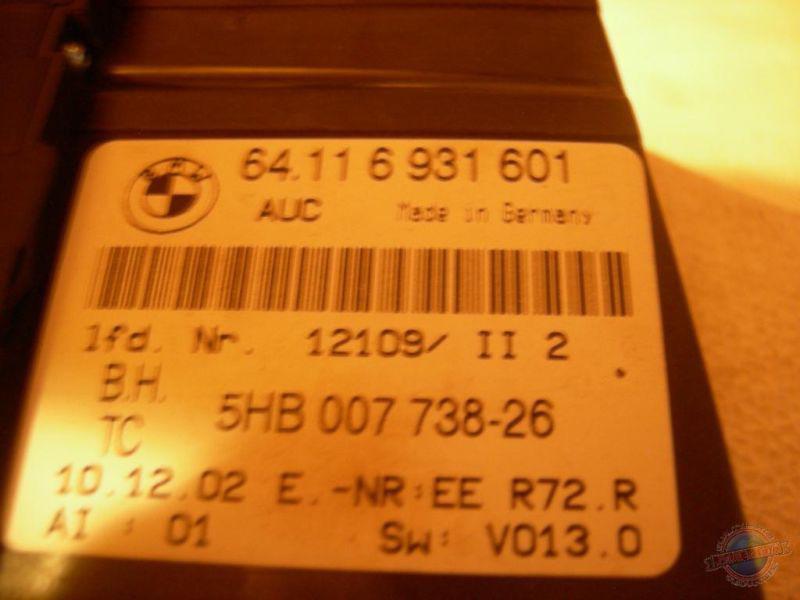 BMW
64.11 6 931 601
AUC Made in Germany
lfd. Nr. 12109/ II 2
B.H.
TC 5HB 007 738-26
10.12.02 E.-NR:EE R72.R
AI : 01 Sw: V013.0